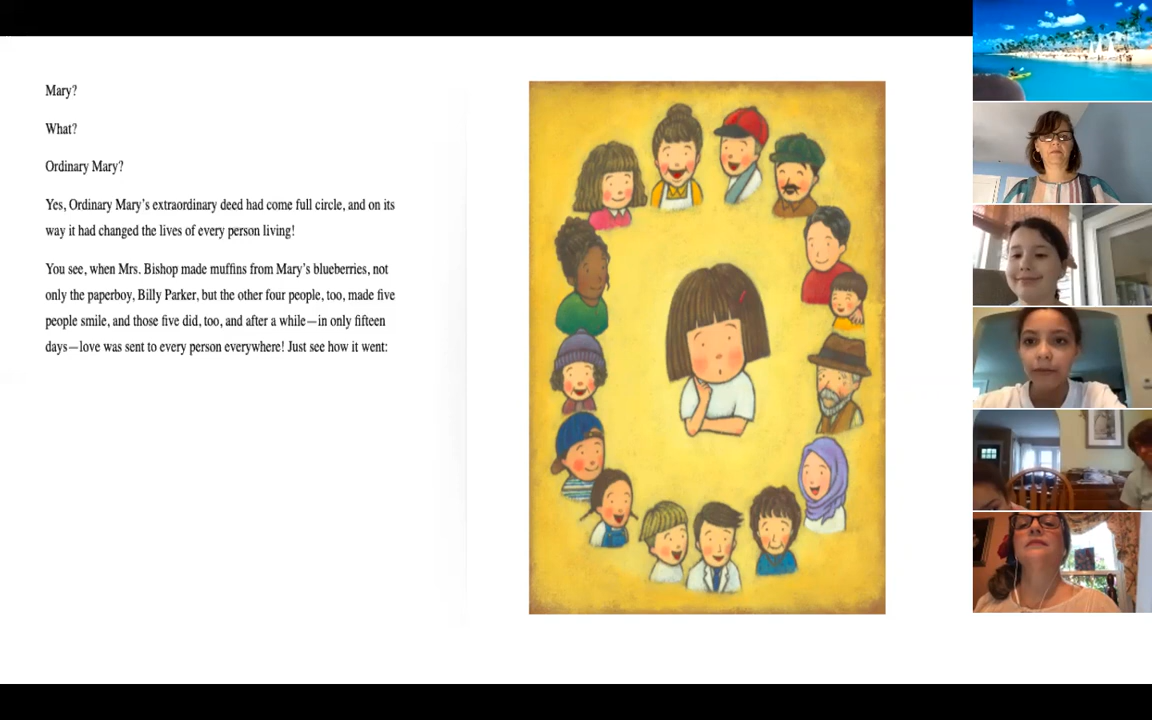 Mary?
What?
Ordinary Mary?
Yes, Ordinary Mary’s extraordinary deed had come full circle, and on its
way it had changed the lives of every person living!
You see, when Mrs. Bishop made muffins from Mary’s blueberries, not
only the paperboy, Billy Parker, but the other four people, too, made five
people smile, and those five did, too, and after a while—in only fifteen
days—love was sent to every person everywhere! Just see how it went: